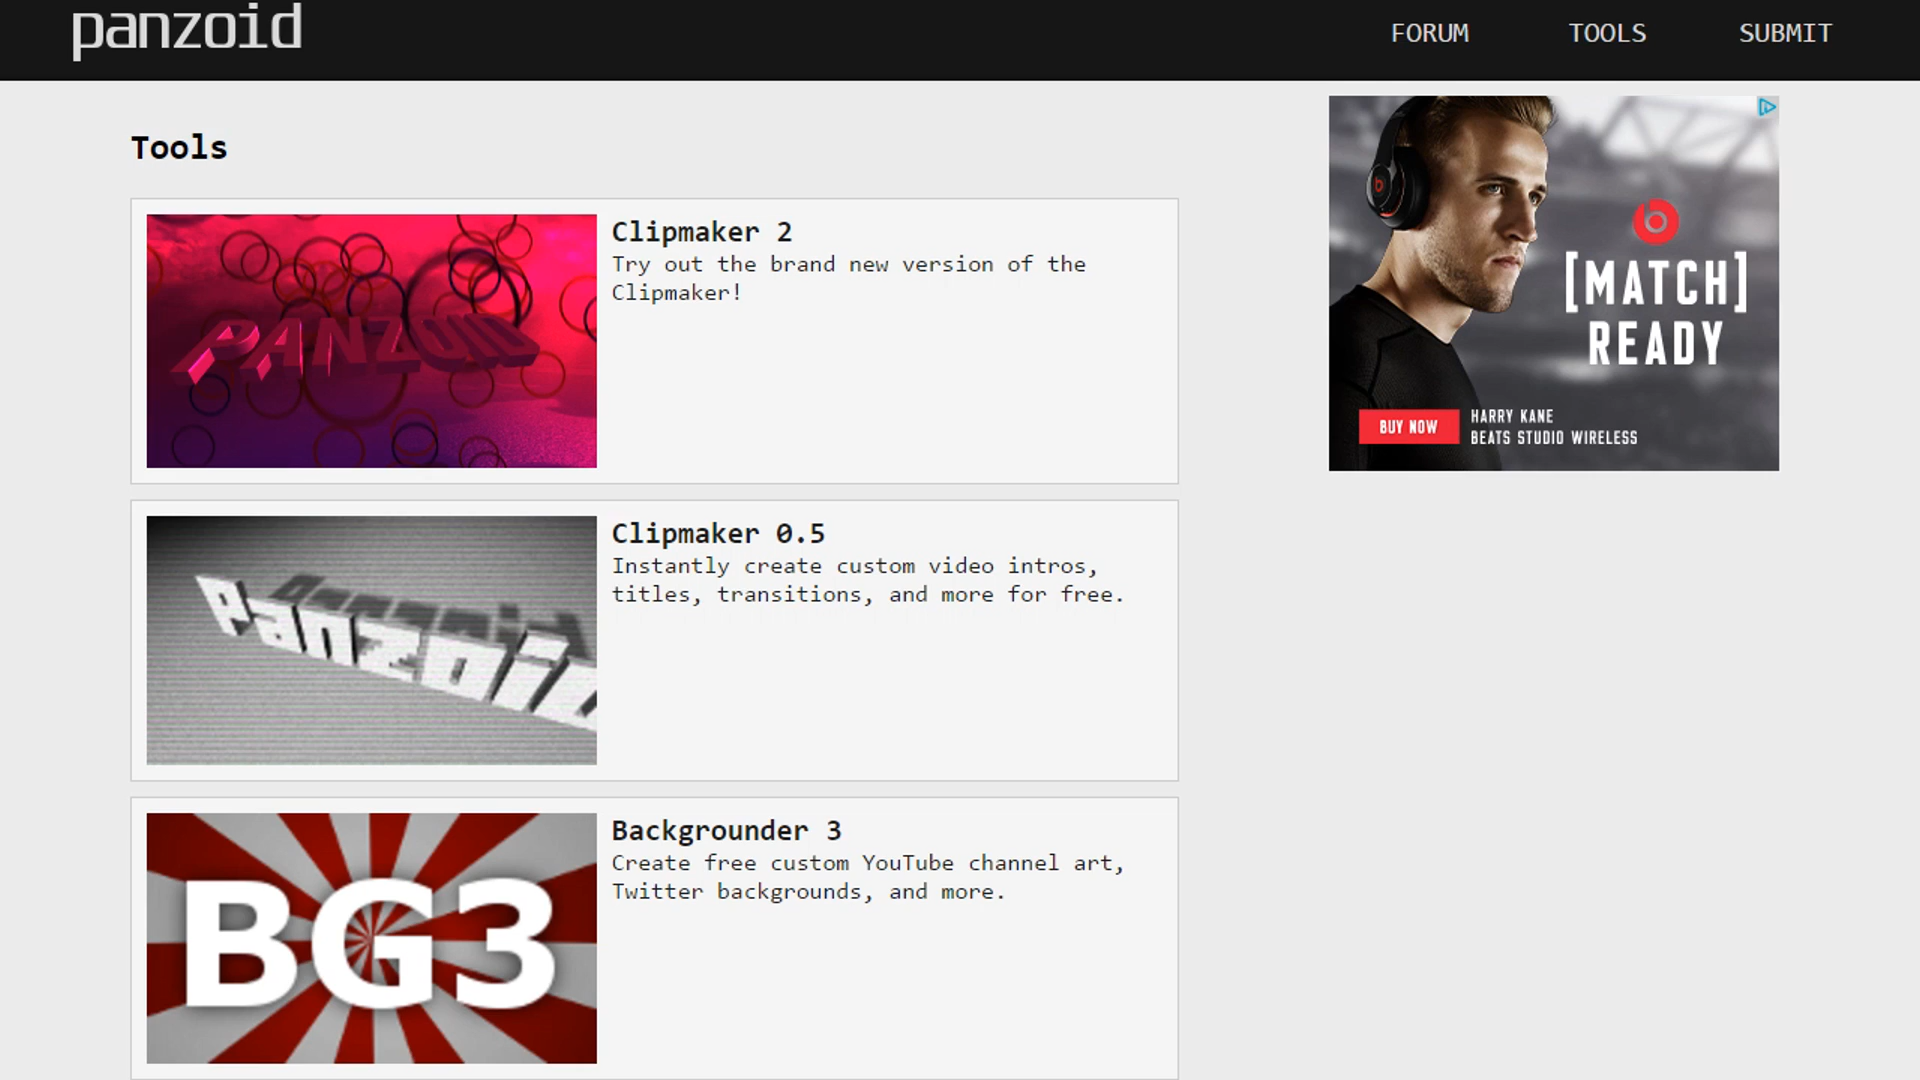 panzoid
FORUM
TOOLS
SUBMIT
Tools
PANZOID
Clipmaker 2
Try out the brand new version of the
Clipmaker!
b
b
[MATCH]
READY
BUY NOW
HARRY KANE
BEATS STUDIO WIRELESS
Panzoid
Clipmaker 0.5
Instantly create custom video intros,
titles, transitions, and more for free.
BG3
Backgrounder 3
Create free custom YouTube channel art,
Twitter backgrounds, and more.